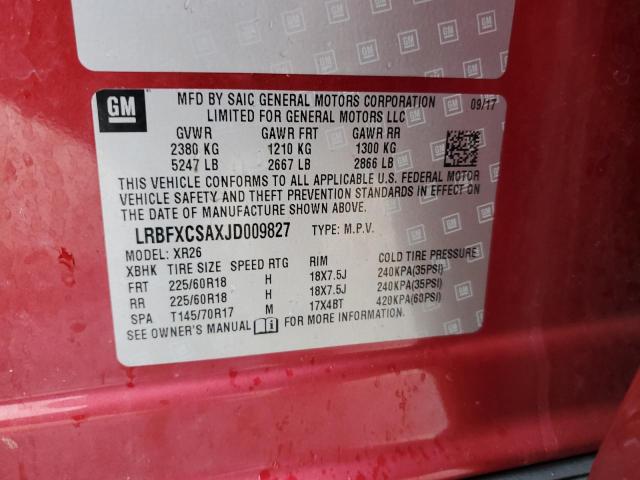 GM
MFD BY SAIC GENERAL MOTORS CORPORATION 09/17
LIMITED FOR GENERAL MOTORS LLC
GVWR GAWR FRT GAWR RR
2380 KG 1210 KG 1300 KG
5247 LB 2667 LB 2866 LB
THIS VEHICLE CONFORMS TO ALL APPLICABLE U.S. FEDERAL MOTOR
VEHICLE SAFETY AND THEFT PREVENTION STANDARDS IN EFFECT ON
THE DATE OF MANUFACTURE SHOWN ABOVE.
LRBFXCSAXJD009827 TYPE: M.P.V.
MODEL: XR26
XBHK TIRE SIZE SPEED RTG RIM COLD TIRE PRESSURE
FRT 225/60R18 H 18X7.5J 240KPA(35PSI)
RR 225/60R18 H 18X7.5J 240KPA(35PSI)
SPA T145/70R17 M 17X4BT 420KPA(60PSI)
SEE OWNER'S MANUAL FOR MORE INFORMATION.